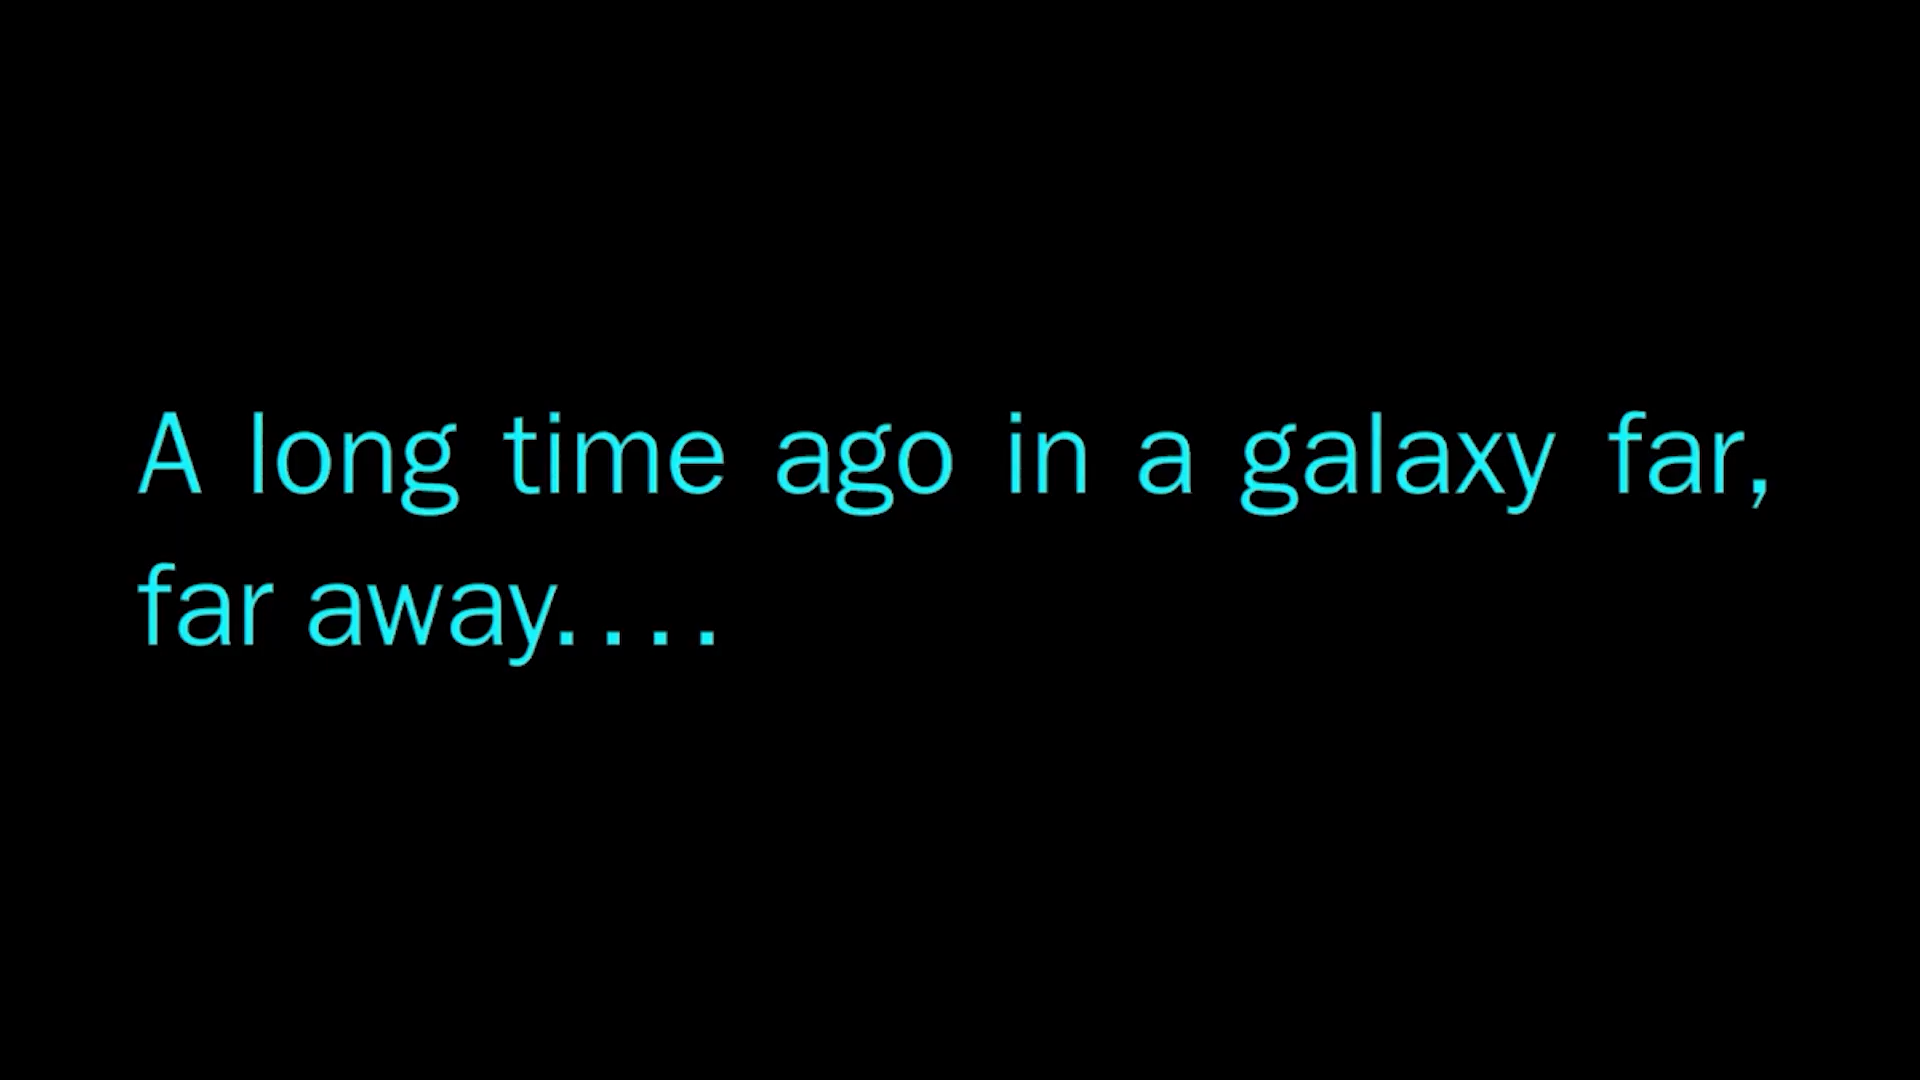 A long time ago in a galaxy far,
far away. . . .